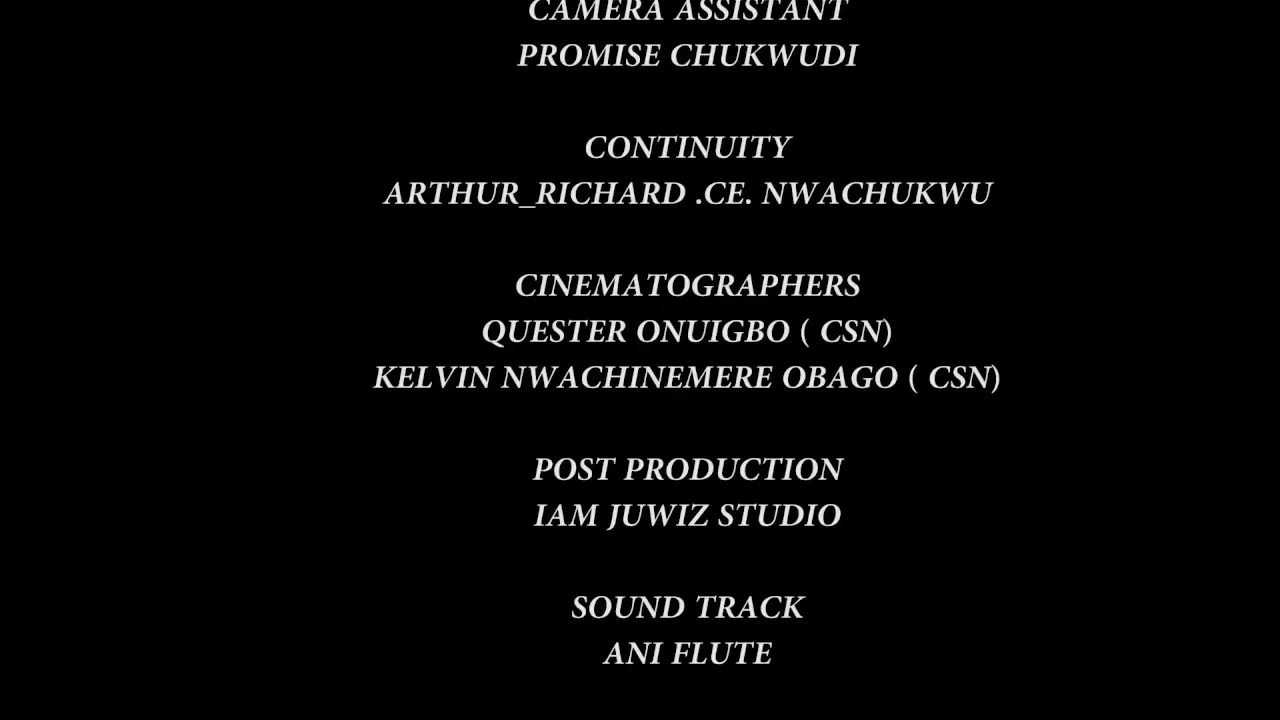 CAMERA ASSISTANT
PROMISE CHUKWUDI
CONTINUITY
ARTHUR_RICHARD .CE. NWACHUKWU
CINEMATOGRAPHERS
QUESTER ONUIGBO ( CSN)
KELVIN NWACHINEMERE OBAGO ( CSN)
POST PRODUCTION
IAM JUWIZ STUDIO
SOUND TRACK
ANI FLUTE